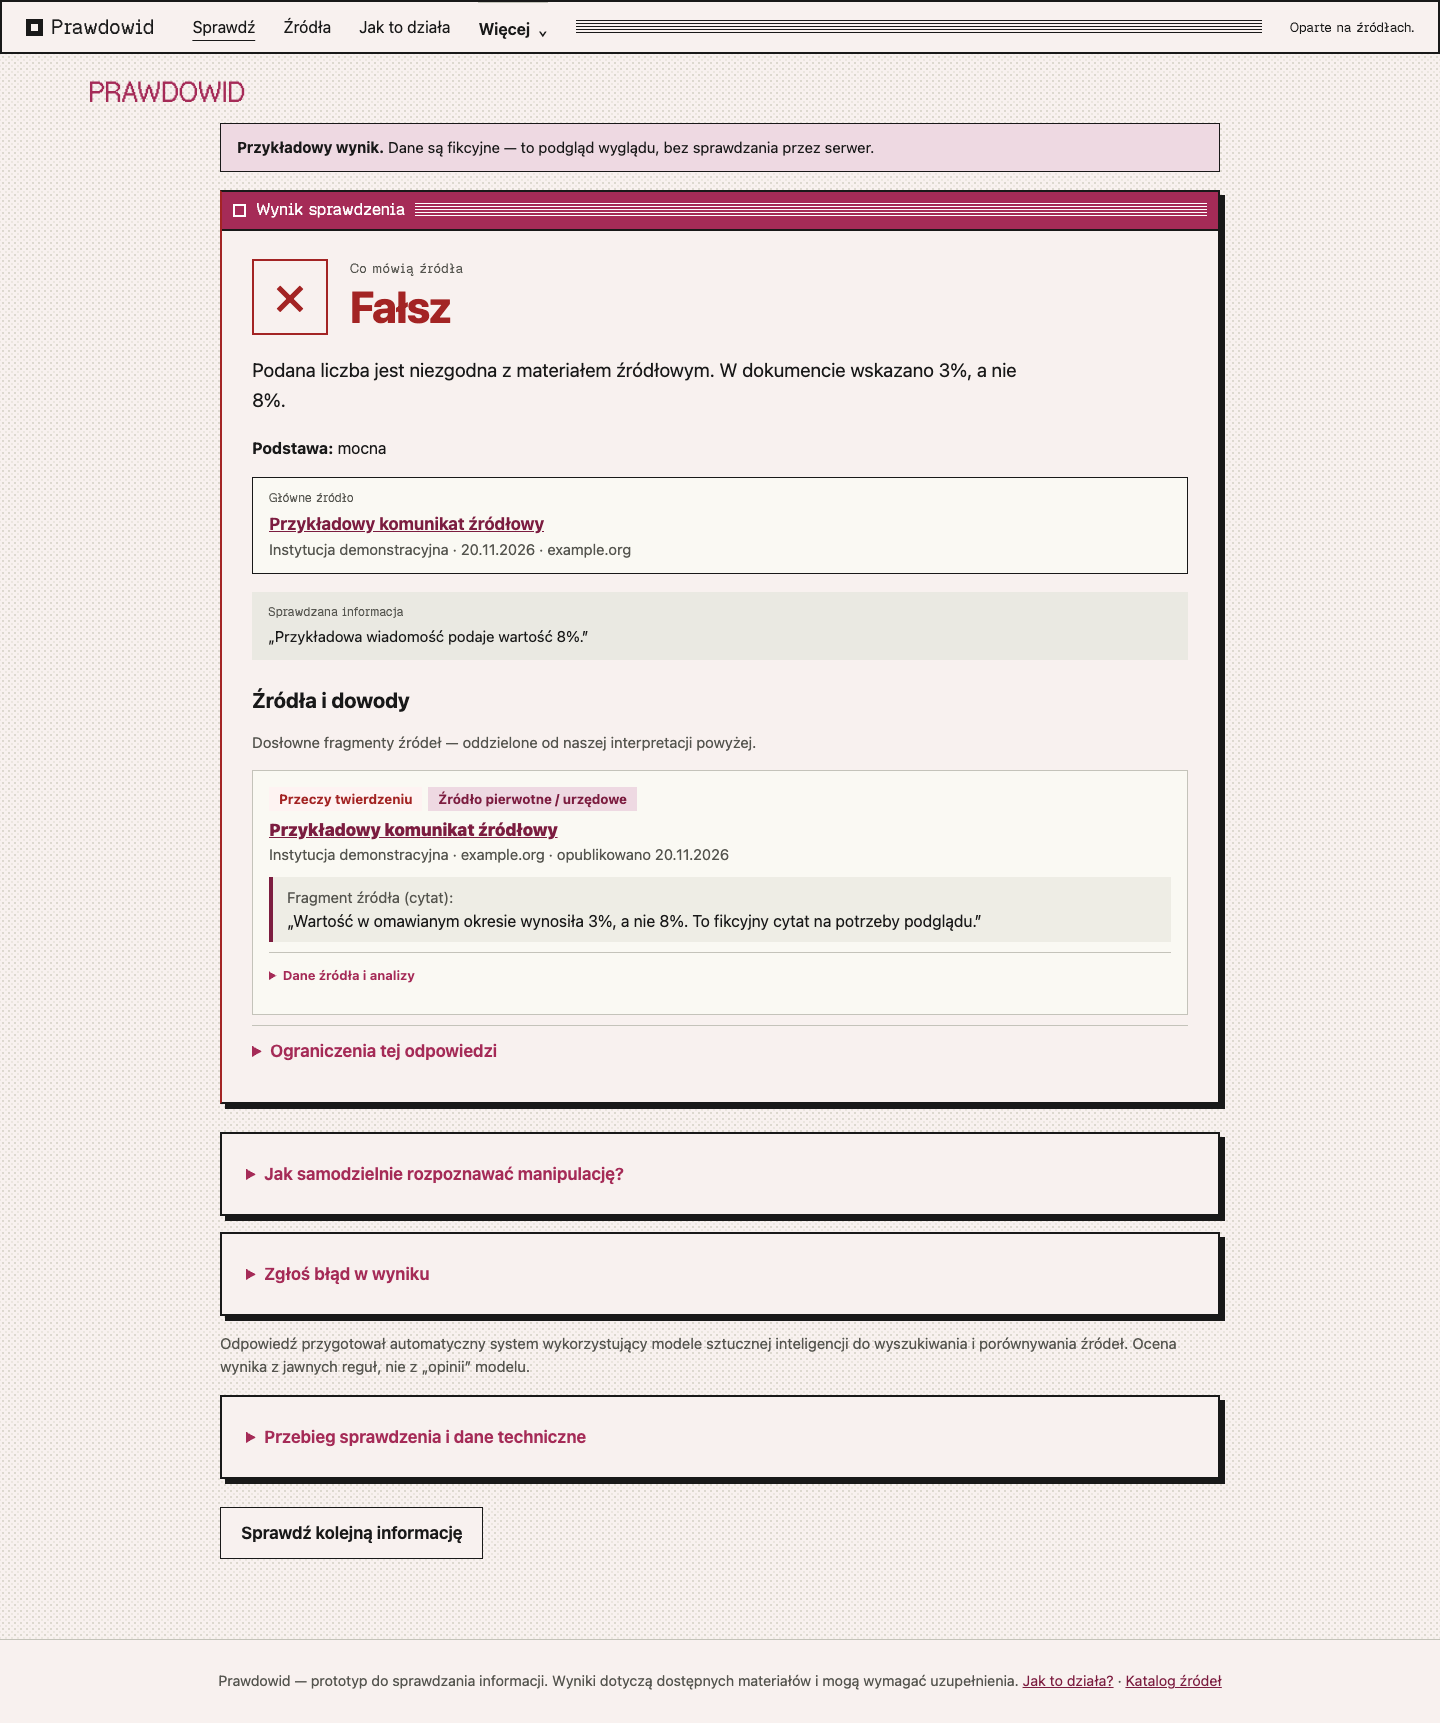 Prawdowid
Sprawdź
Źródła
Jak to działa
Więcej
Oparte na źródłach.
PRAWDOWID
Przykładowy wynik. Dane są fikcyjne — to podgląd wyglądu, bez sprawdzania przez serwer.
Wynik sprawdzenia
Co mówią źródła
Fałsz
Podana liczba jest niezgodna z materiałem źródłowym. W dokumencie wskazano 3%, a nie
8%.
Podstawa: mocna
Główne źródło
Przykładowy komunikat źródłowy
Instytucja demonstracyjna · 20.11.2026 · example.org
Sprawdzana informacja
„Przykładowa wiadomość podaje wartość 8%.”
Źródła i dowody
Dosłowne fragmenty źródeł — oddzielone od naszej interpretacji powyżej.
Przeczy twierdzeniu
Źródło pierwotne / urzędowe
Przykładowy komunikat źródłowy
Instytucja demonstracyjna · example.org · opublikowano 20.11.2026
Fragment źródła (cytat):
„Wartość w omawianym okresie wynosiła 3%, a nie 8%. To fikcyjny cytat na potrzeby podglądu.”
Dane źródła i analizy
Ograniczenia tej odpowiedzi
Jak samodzielnie rozpoznawać manipulację?
Zgłoś błąd w wyniku
Odpowiedź przygotował automatyczny system wykorzystujący modele sztucznej inteligencji do wyszukiwania i porównywania źródeł. Ocena
wynika z jawnych reguł, nie z „opinii” modelu.
Przebieg sprawdzenia i dane techniczne
Sprawdź kolejną informację
Prawdowid — prototyp do sprawdzania informacji. Wyniki dotyczą dostępnych materiałów i mogą wymagać uzupełnienia. Jak to działa? · Katalog źródeł